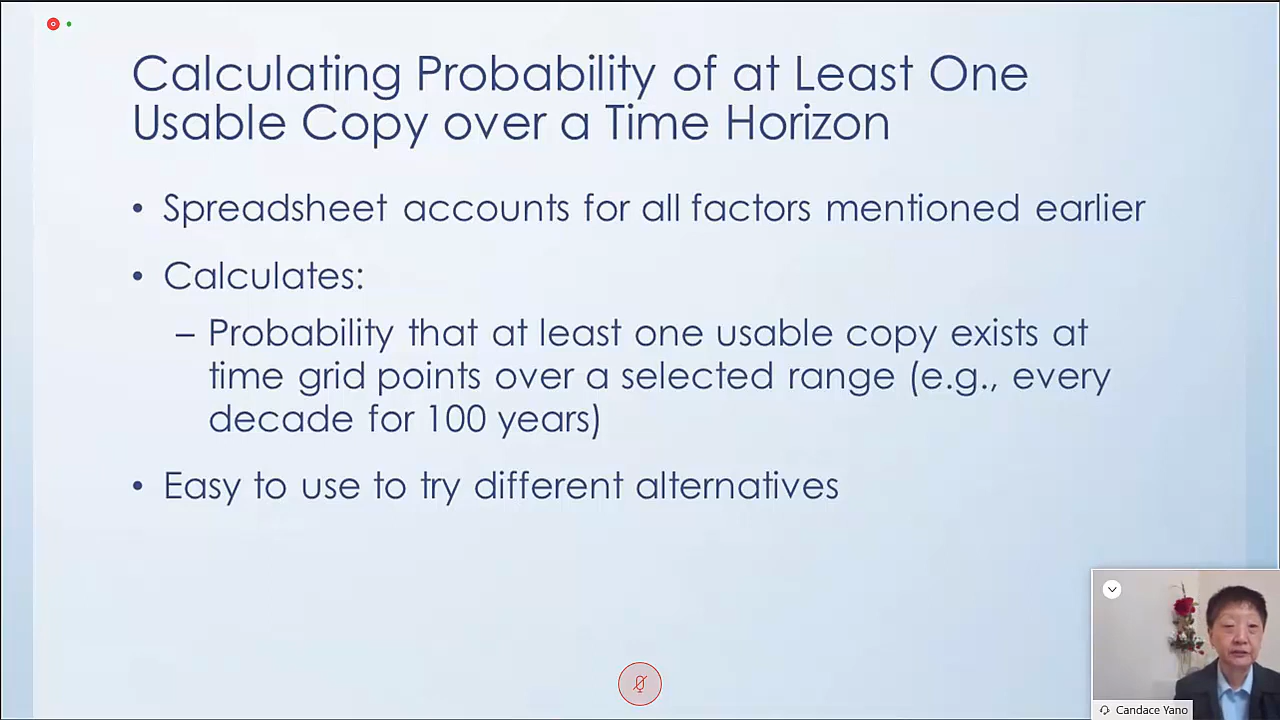 Calculating Probability of at Least One
Usable Copy over a Time Horizon
• Spreadsheet accounts for all factors mentioned earlier
• Calculates:
– Probability that at least one usable copy exists at
time grid points over a selected range (e.g., every
decade for 100 years)
• Easy to use to try different alternatives
Candace Yano